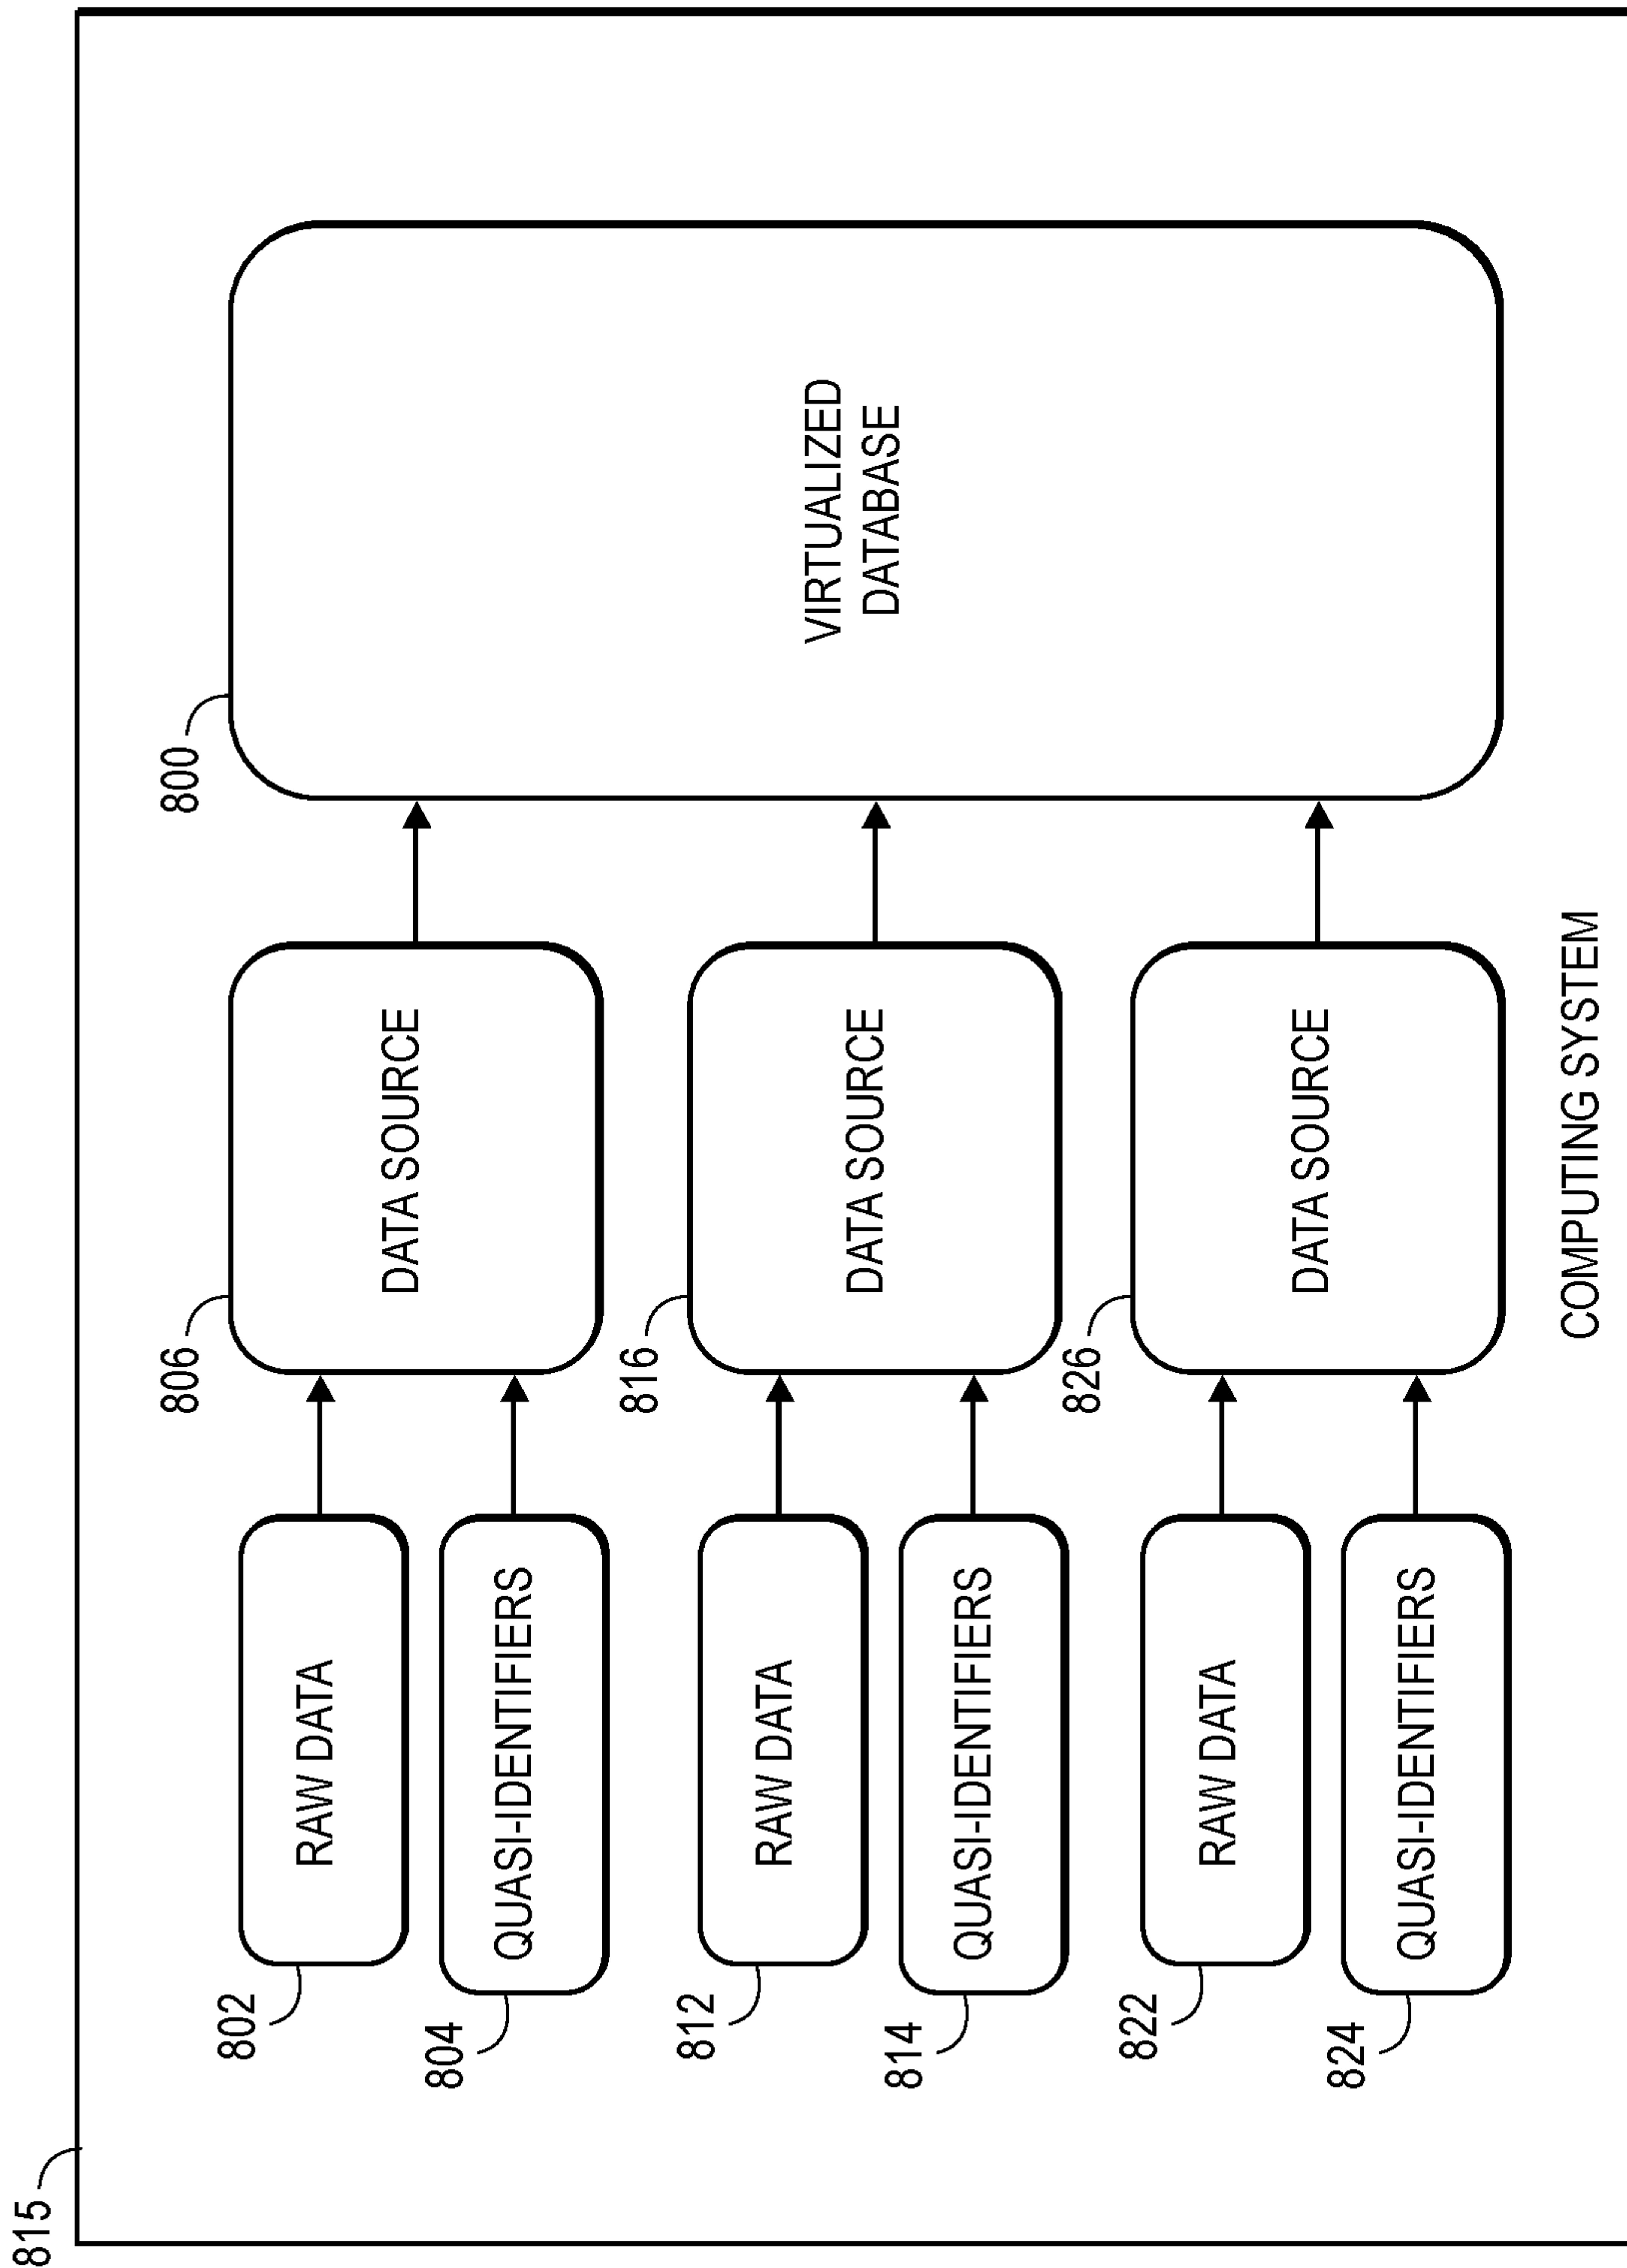 815
802
RAW DATA
804
QUASI-IDENTIFIERS
806
DATA SOURCE
812
RAW DATA
814
QUASI-IDENTIFIERS
816
DATA SOURCE
822
RAW DATA
824
QUASI-IDENTIFIERS
826
DATA SOURCE
800
VIRTUALIZED
DATABASE
COMPUTING SYSTEM